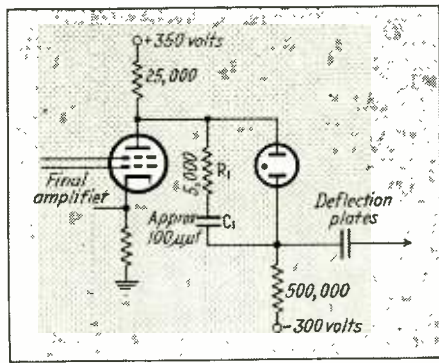 +350 volts
25,000
5,000
R₁
Final
amplifier
Approx
100μμf
C₁
Deflection
plates
500,000
-300 volts